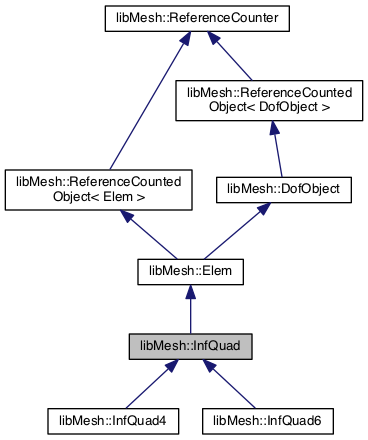 libMesh::ReferenceCounter
libMesh::ReferenceCounted
Object< DofObject >
libMesh::ReferenceCounted
Object< Elem >
libMesh::DofObject
libMesh::Elem
libMesh::InfQuad
libMesh::InfQuad4
libMesh::InfQuad6